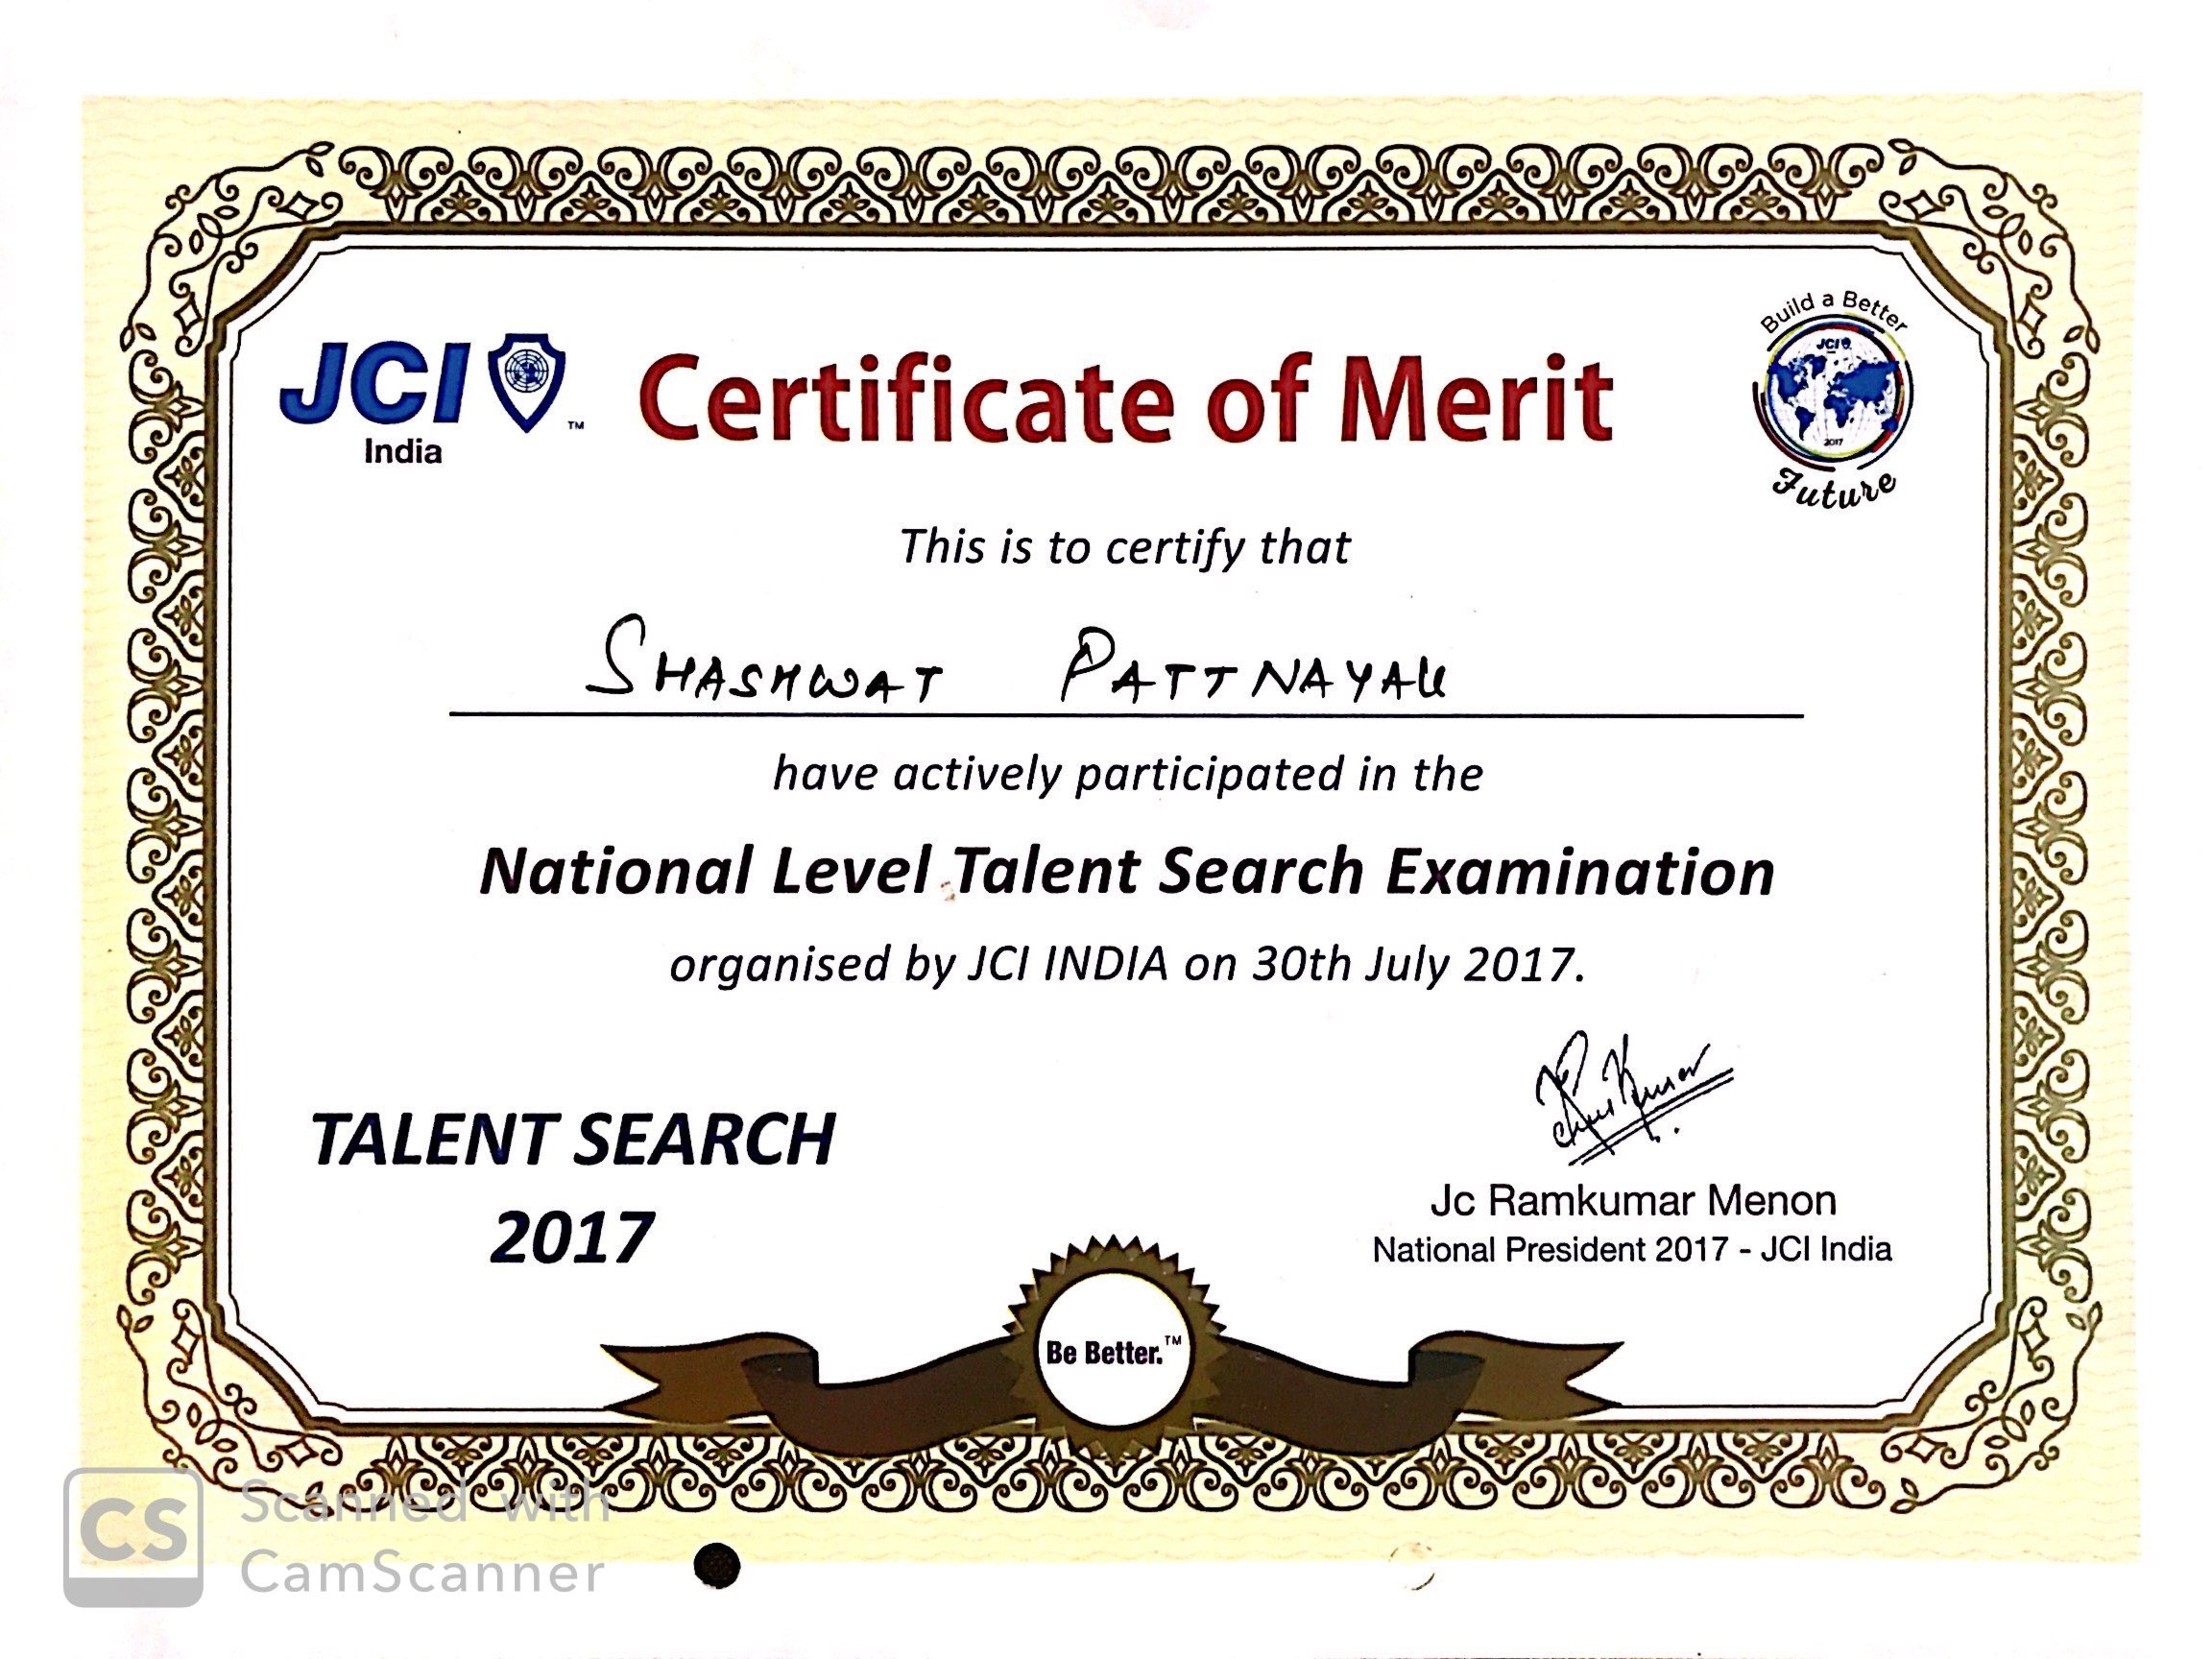 Build a Better
JCI
2017
Future
JCI
TM
India
Certificate of Merit
This is to certify that
SHASHWAT PATTNAYAK
have actively participated in the
National Level Talent Search Examination
organised by JCI INDIA on 30th July 2017.
TALENT SEARCH
2017
Jc Ramkumar Menon
National President 2017 - JCI India
Be Better.™
CS
Scanned with
CamScanner